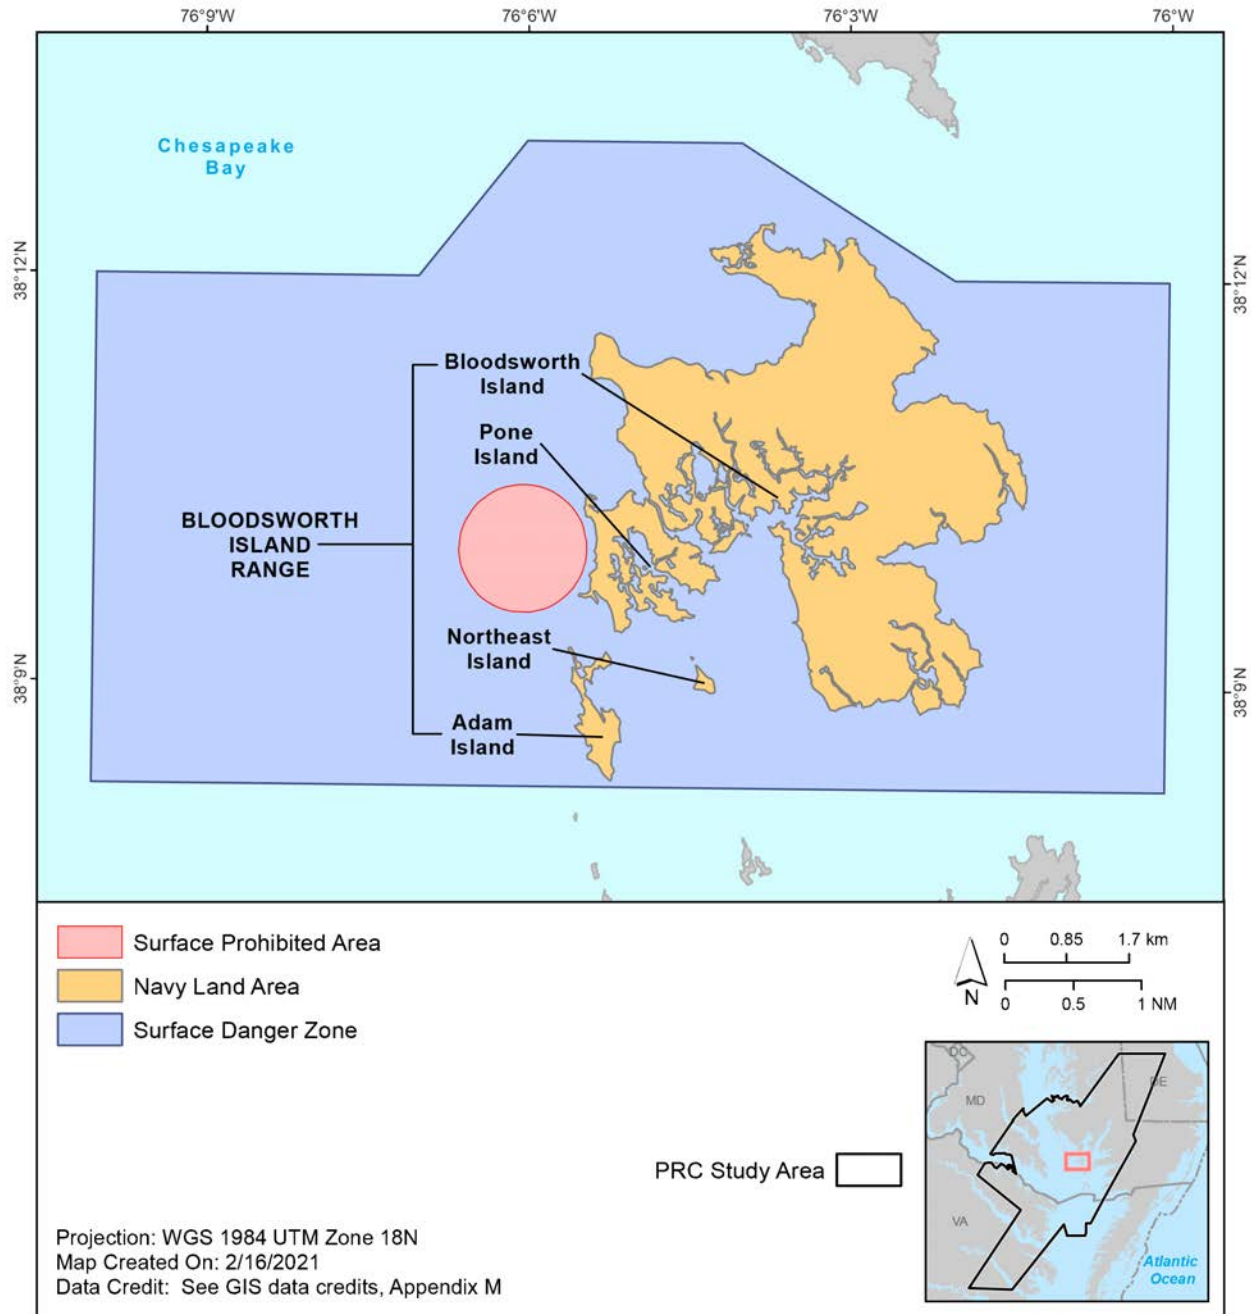 76°9'W
76°6'W
76°3'W
76°W
Chesapeake
Bay
38°12'N
38°12'N
Bloodsworth
Island
Pone
Island
BLOODSWORTH
ISLAND
RANGE
Northeast
Island
38°9'N
38°9'N
Adam
Island
Surface Prohibited Area
Navy Land Area
Surface Danger Zone
N
0 0.85 1.7 km
0 0.5 1 NM
PRC Study Area
DC
MD
DE
VA
Atlantic
Ocean
Projection: WGS 1984 UTM Zone 18N
Map Created On: 2/16/2021
Data Credit: See GIS data credits, Appendix M